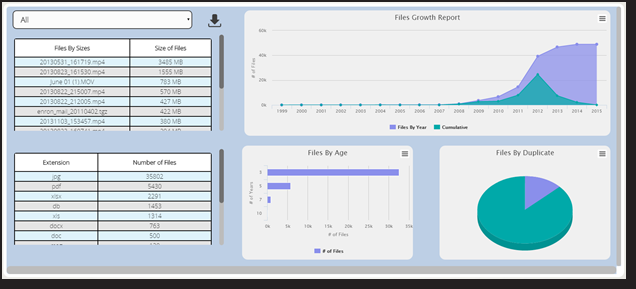 All
Files By Sizes Size of Files
20130531_161719.mp4 3485 MB
20130823_161530.mp4 1555 MB
June 01 (1).MOV 783 MB
20130822_215007.mp4 570 MB
20130822_212005.mp4 427 MB
enron_mail_20110402.tgz 422 MB
20131103_153457.mp4 380 MB
Extension Number of Files
jpg 35802
pdf 5430
xlsx 2291
db 1453
xls 1314
docx 763
doc 500
Files Growth Report
# of Files
60k
40k
20k
0k
1999 2000 2001 2002 2003 2004 2005 2006 2007 2008 2009 2010 2011 2012 2013 2014 2015
Files By Year Cumulative
Files By Age
# of Years
3
5
7
10
0k 5k 10k 15k 20k 25k 30k 35k
# of Files
# of Files
Files By Duplicate